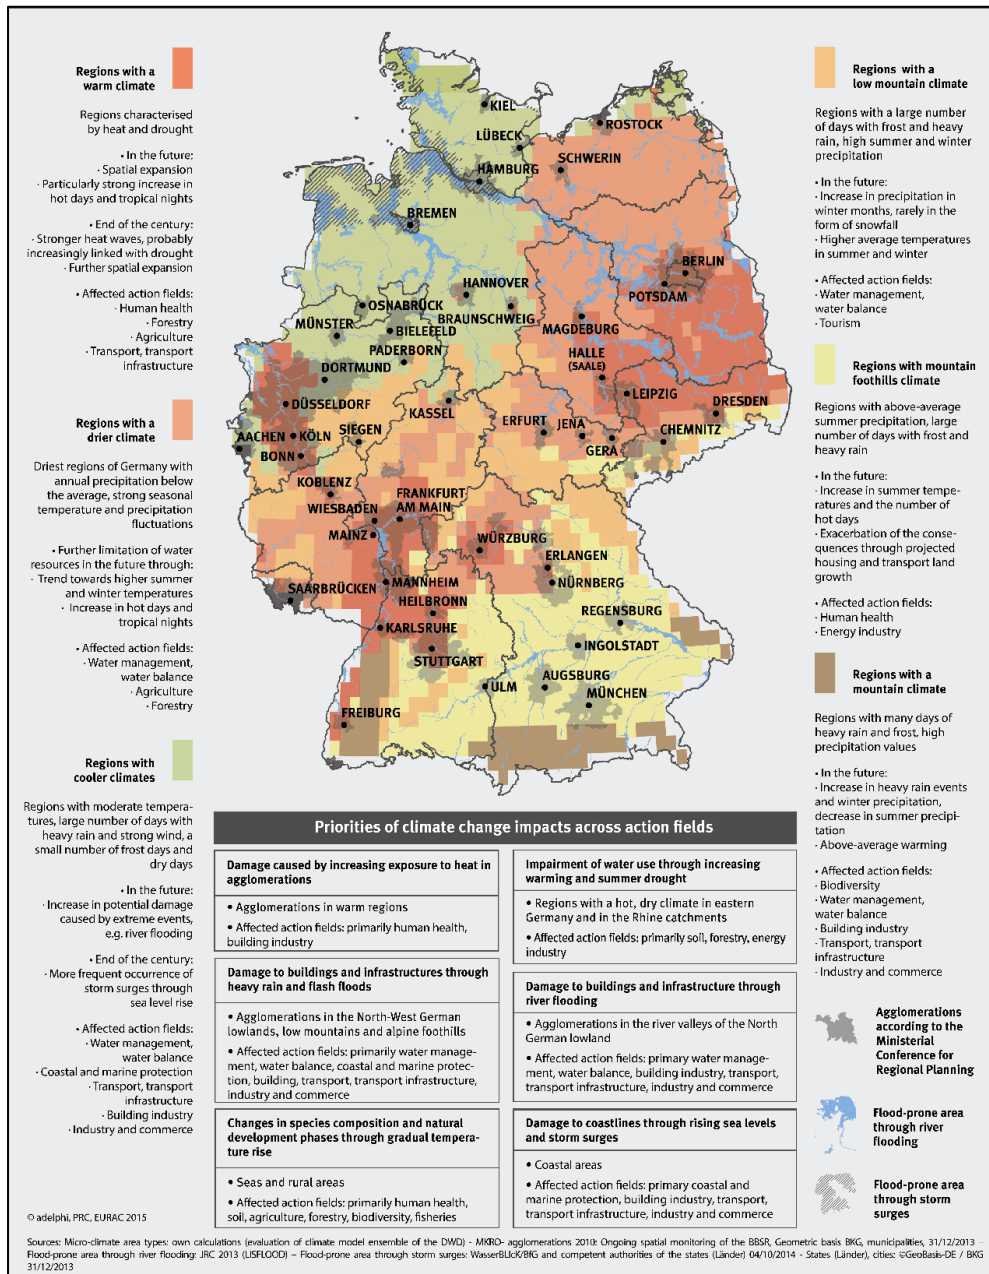 Regions with a
warm climate
Regions characterised
by heat and drought
• In the future:
· Spatial expansion
· Particularly strong increase in
hot days and tropical nights
• End of the century:
· Stronger heat waves, probably
increasingly linked with drought
· Further spatial expansion
• Affected action fields:
· Human health
· Forestry
· Agriculture
· Transport, transport
infrastructure
Regions with a
drier climate
Driest regions of Germany with
annual precipitation below
the average, strong seasonal
temperature and precipitation
fluctuations
• Further limitation of water
resources in the future through:
· Trend towards higher summer
and winter temperatures
· Increase in hot days and
tropical nights
• Affected action fields:
· Water management,
water balance
· Agriculture
· Forestry
Regions with
cooler climates
Regions with moderate tempera-
tures, large number of days with
heavy rain and strong wind, a
small number of frost days and
dry days
• In the future:
· Increase in potential damage
caused by extreme events,
e.g. river flooding
• End of the century:
· More frequent occurrence of
storm surges through
sea level rise
• Affected action fields:
· Water management,
water balance
· Coastal and marine protection
· Transport, transport
infrastructure
· Building industry
· Industry and commerce
© adelphi, PRC, EURAC 2015
KIEL
ROSTOCK
LÜBECK
SCHWERIN
HAMBURG
BREMEN
BERLIN
HANNOVER
POTSDAM
OSNABRÜCK
BRAUNSCHWEIG
MÜNSTER
BIELEFELD
MAGDEBURG
PADERBORN
HALLE
(SAALE)
DORTMUND
LEIPZIG
DÜSSELDORF
KASSEL
DRESDEN
ERFURT
JENA
CHEMNITZ
AACHEN
KÖLN
SIEGEN
GERA
BONN
KOBLENZ
FRANKFURT
AM MAIN
WIESBADEN
MAINZ
WÜRZBURG
ERLANGEN
SAARBRÜCKEN
MANNHEIM
NÜRNBERG
HEILBRONN
REGENSBURG
KARLSRUHE
INGOLSTADT
STUTTGART
AUGSBURG
ULM
MÜNCHEN
FREIBURG
Regions with a
low mountain climate
Regions with a large number
of days with frost and heavy
rain, high summer and winter
precipitation
• In the future:
· Increase in precipitation in
winter months, rarely in the
form of snowfall
· Higher average temperatures
in summer and winter
• Affected action fields:
· Water management,
water balance
· Tourism
Regions with mountain
foothills climate
Regions with above-average
summer precipitation, large
number of days with frost and
heavy rain
• In the future:
· Increase in summer tempe-
ratures and the number of
hot days
· Exacerbation of the conse-
quences through projected
housing and transport land
growth
• Affected action fields:
· Human health
· Energy industry
Regions with a
mountain climate
Regions with many days of
heavy rain and frost, high
precipitation values
• In the future:
· Increase in heavy rain events
and winter precipitation,
decrease in summer precipi-
tation
· Above-average warming
• Affected action fields:
· Biodiversity
· Water management,
water balance
· Building industry
· Transport, transport
infrastructure
· Industry and commerce
Agglomerations
according to the
Ministerial
Conference for
Regional Planning
Flood-prone area
through river
flooding
Flood-prone area
through storm
surges
Priorities of climate change impacts across action fields
Damage caused by increasing exposure to heat in
agglomerations
• Agglomerations in warm regions
• Affected action fields: primarily human health,
building industry
Damage to buildings and infrastructures through
heavy rain and flash floods
• Agglomerations in the North-West German
lowlands, low mountains and alpine foothills
• Affected action fields: primarily water manage-
ment, water balance, coastal and marine protec-
tion, building, transport, transport infrastructure,
industry and commerce
Changes in species composition and natural
development phases through gradual tempera-
ture rise
• Seas and rural areas
• Affected action fields: primarily human health,
soil, agriculture, forestry, biodiversity, fisheries
Impairment of water use through increasing
warming and summer drought
• Regions with a hot, dry climate in eastern
Germany and in the Rhine catchments
• Affected action fields: primarily soil, forestry, energy
industry
Damage to buildings and infrastructure through
river flooding
• Agglomerations in the river valleys of the North
German lowland
• Affected action fields: primary water manage-
ment, water balance, building industry, transport,
transport infrastructure, industry and commerce
Damage to coastlines through rising sea levels
and storm surges
• Coastal areas
• Affected action fields: primary coastal and
marine protection, building industry, transport,
transport infrastructure, industry and commerce
Sources: Micro-climate area types: own calculations (evaluation of climate model ensemble of the DWD) - MKRO- agglomerations 2010: Ongoing spatial monitoring of the BBSR, Geometric basis BKG, municipalities, 31/12/2013 –
Flood-prone area through river flooding: JRC 2013 (LISFLOOD) – Flood-prone area through storm surges: WasserBLIcK/BfG and competent authorities of the states (Länder) 04/10/2014 - States (Länder), cities: ©GeoBasis-DE / BKG
31/12/2013